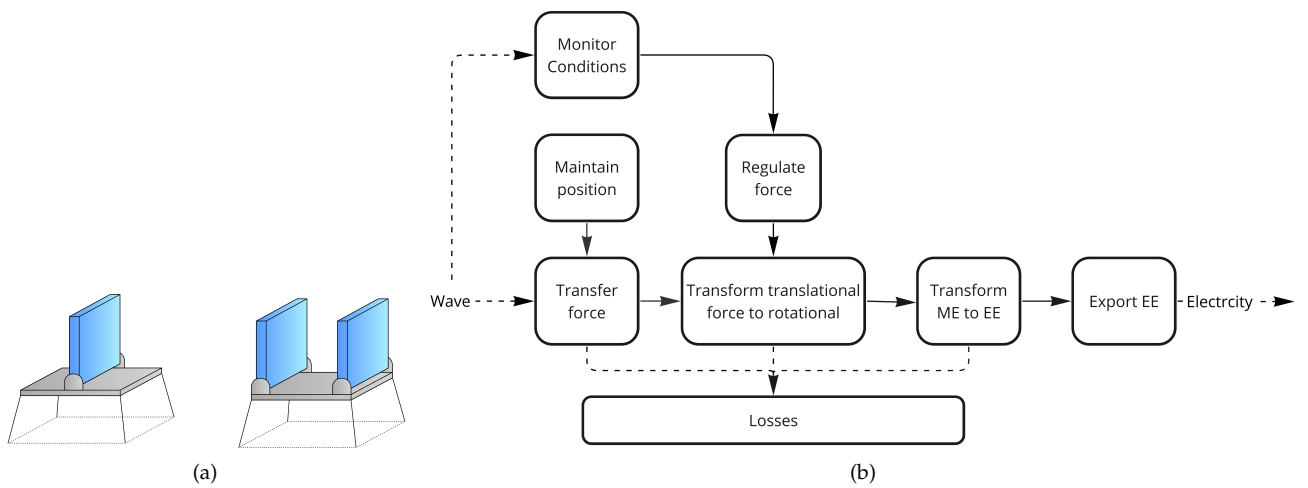 Monitor
Conditions
Maintain
position
Regulate
force
Wave
Transfer
force
Transform translational
force to rotational
Transform
ME to EE
Export EE
Electrcity
Losses
(a)
(b)